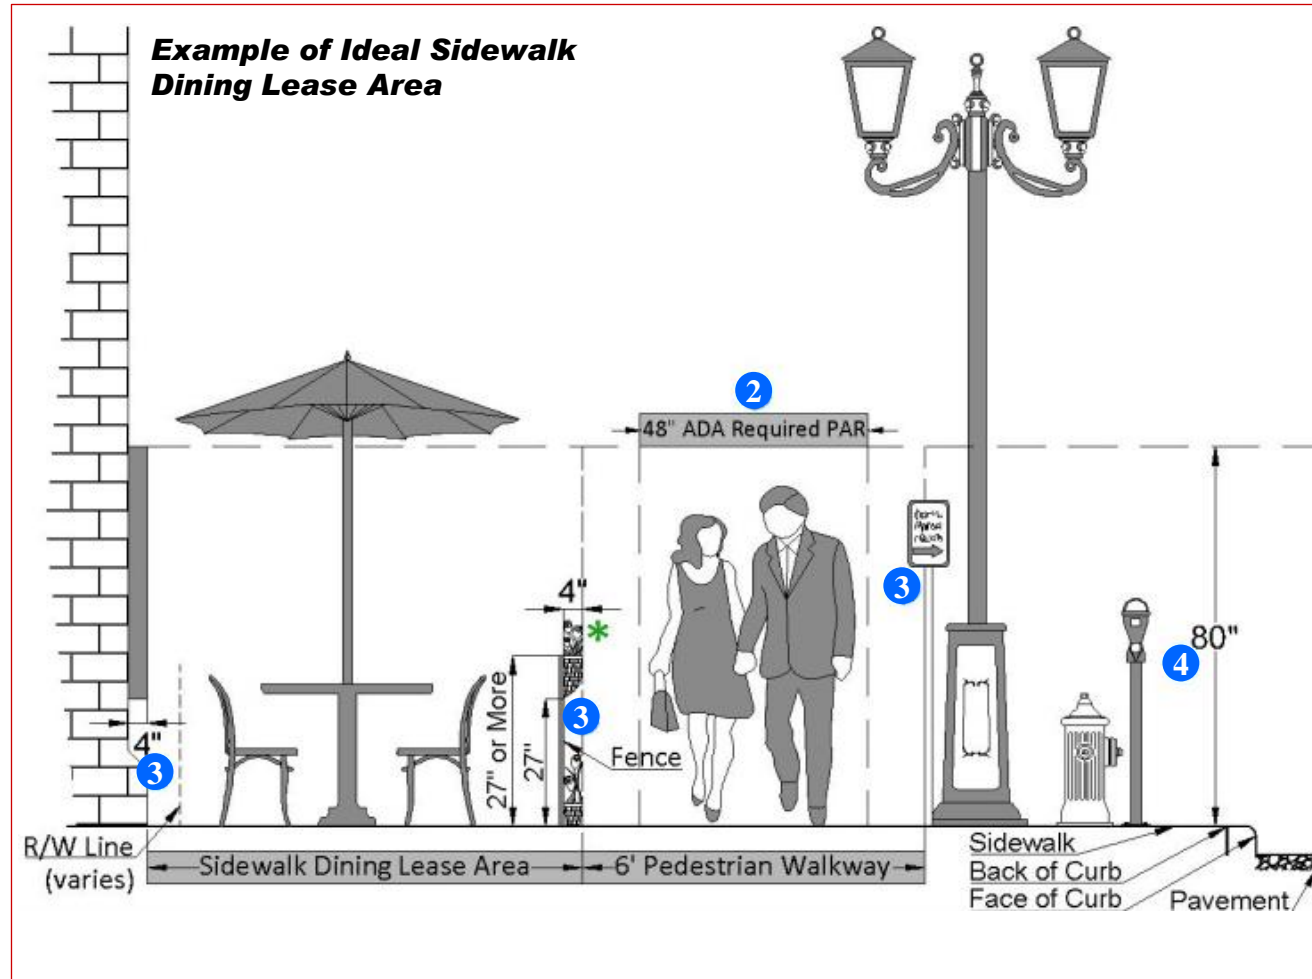 Example of Ideal Sidewalk
Dining Lease Area
2
48" ADA Required PAR
3
4"
*
80"
4
27" or More
27"
3
Fence
4"
3
R/W Line
(varies)
Sidewalk Dining Lease Area
6' Pedestrian Walkway
Sidewalk
Back of Curb
Face of Curb
Pavement